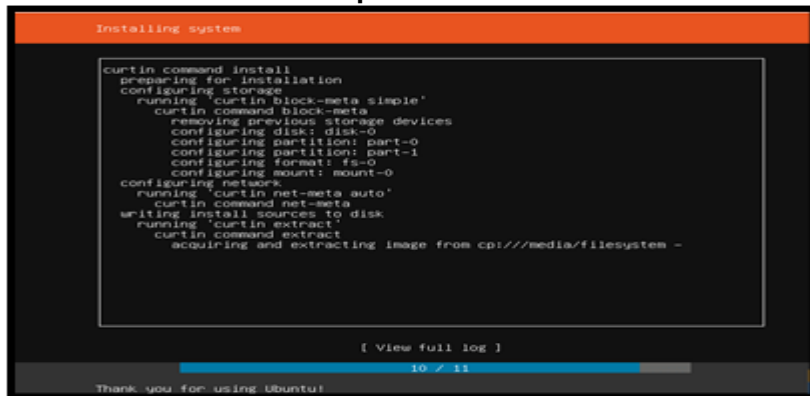 Installing system
curtin command install
preparing for installation
configuring storage
running 'curtin block-meta simple'
curtin command block-meta
removing previous storage devices
configuring disk: disk-0
configuring partition: part-0
configuring partition: part-1
configuring format: fs-0
configuring mount: mount-0
configuring network
running 'curtin net-meta auto'
curtin command net-meta
writing install sources to disk
running 'curtin extract'
curtin command extract
acquiring and extracting image from cp:///media/filesystem -
[ View full log ]
10 / 11
Thank you for using Ubuntu!